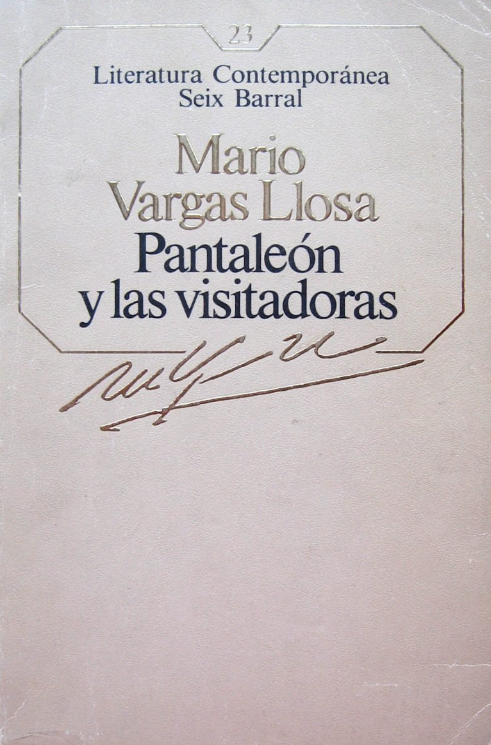 23
Literatura Contemporánea
Seix Barral
Mario
Vargas Llosa
Pantaleón
y las visitadoras